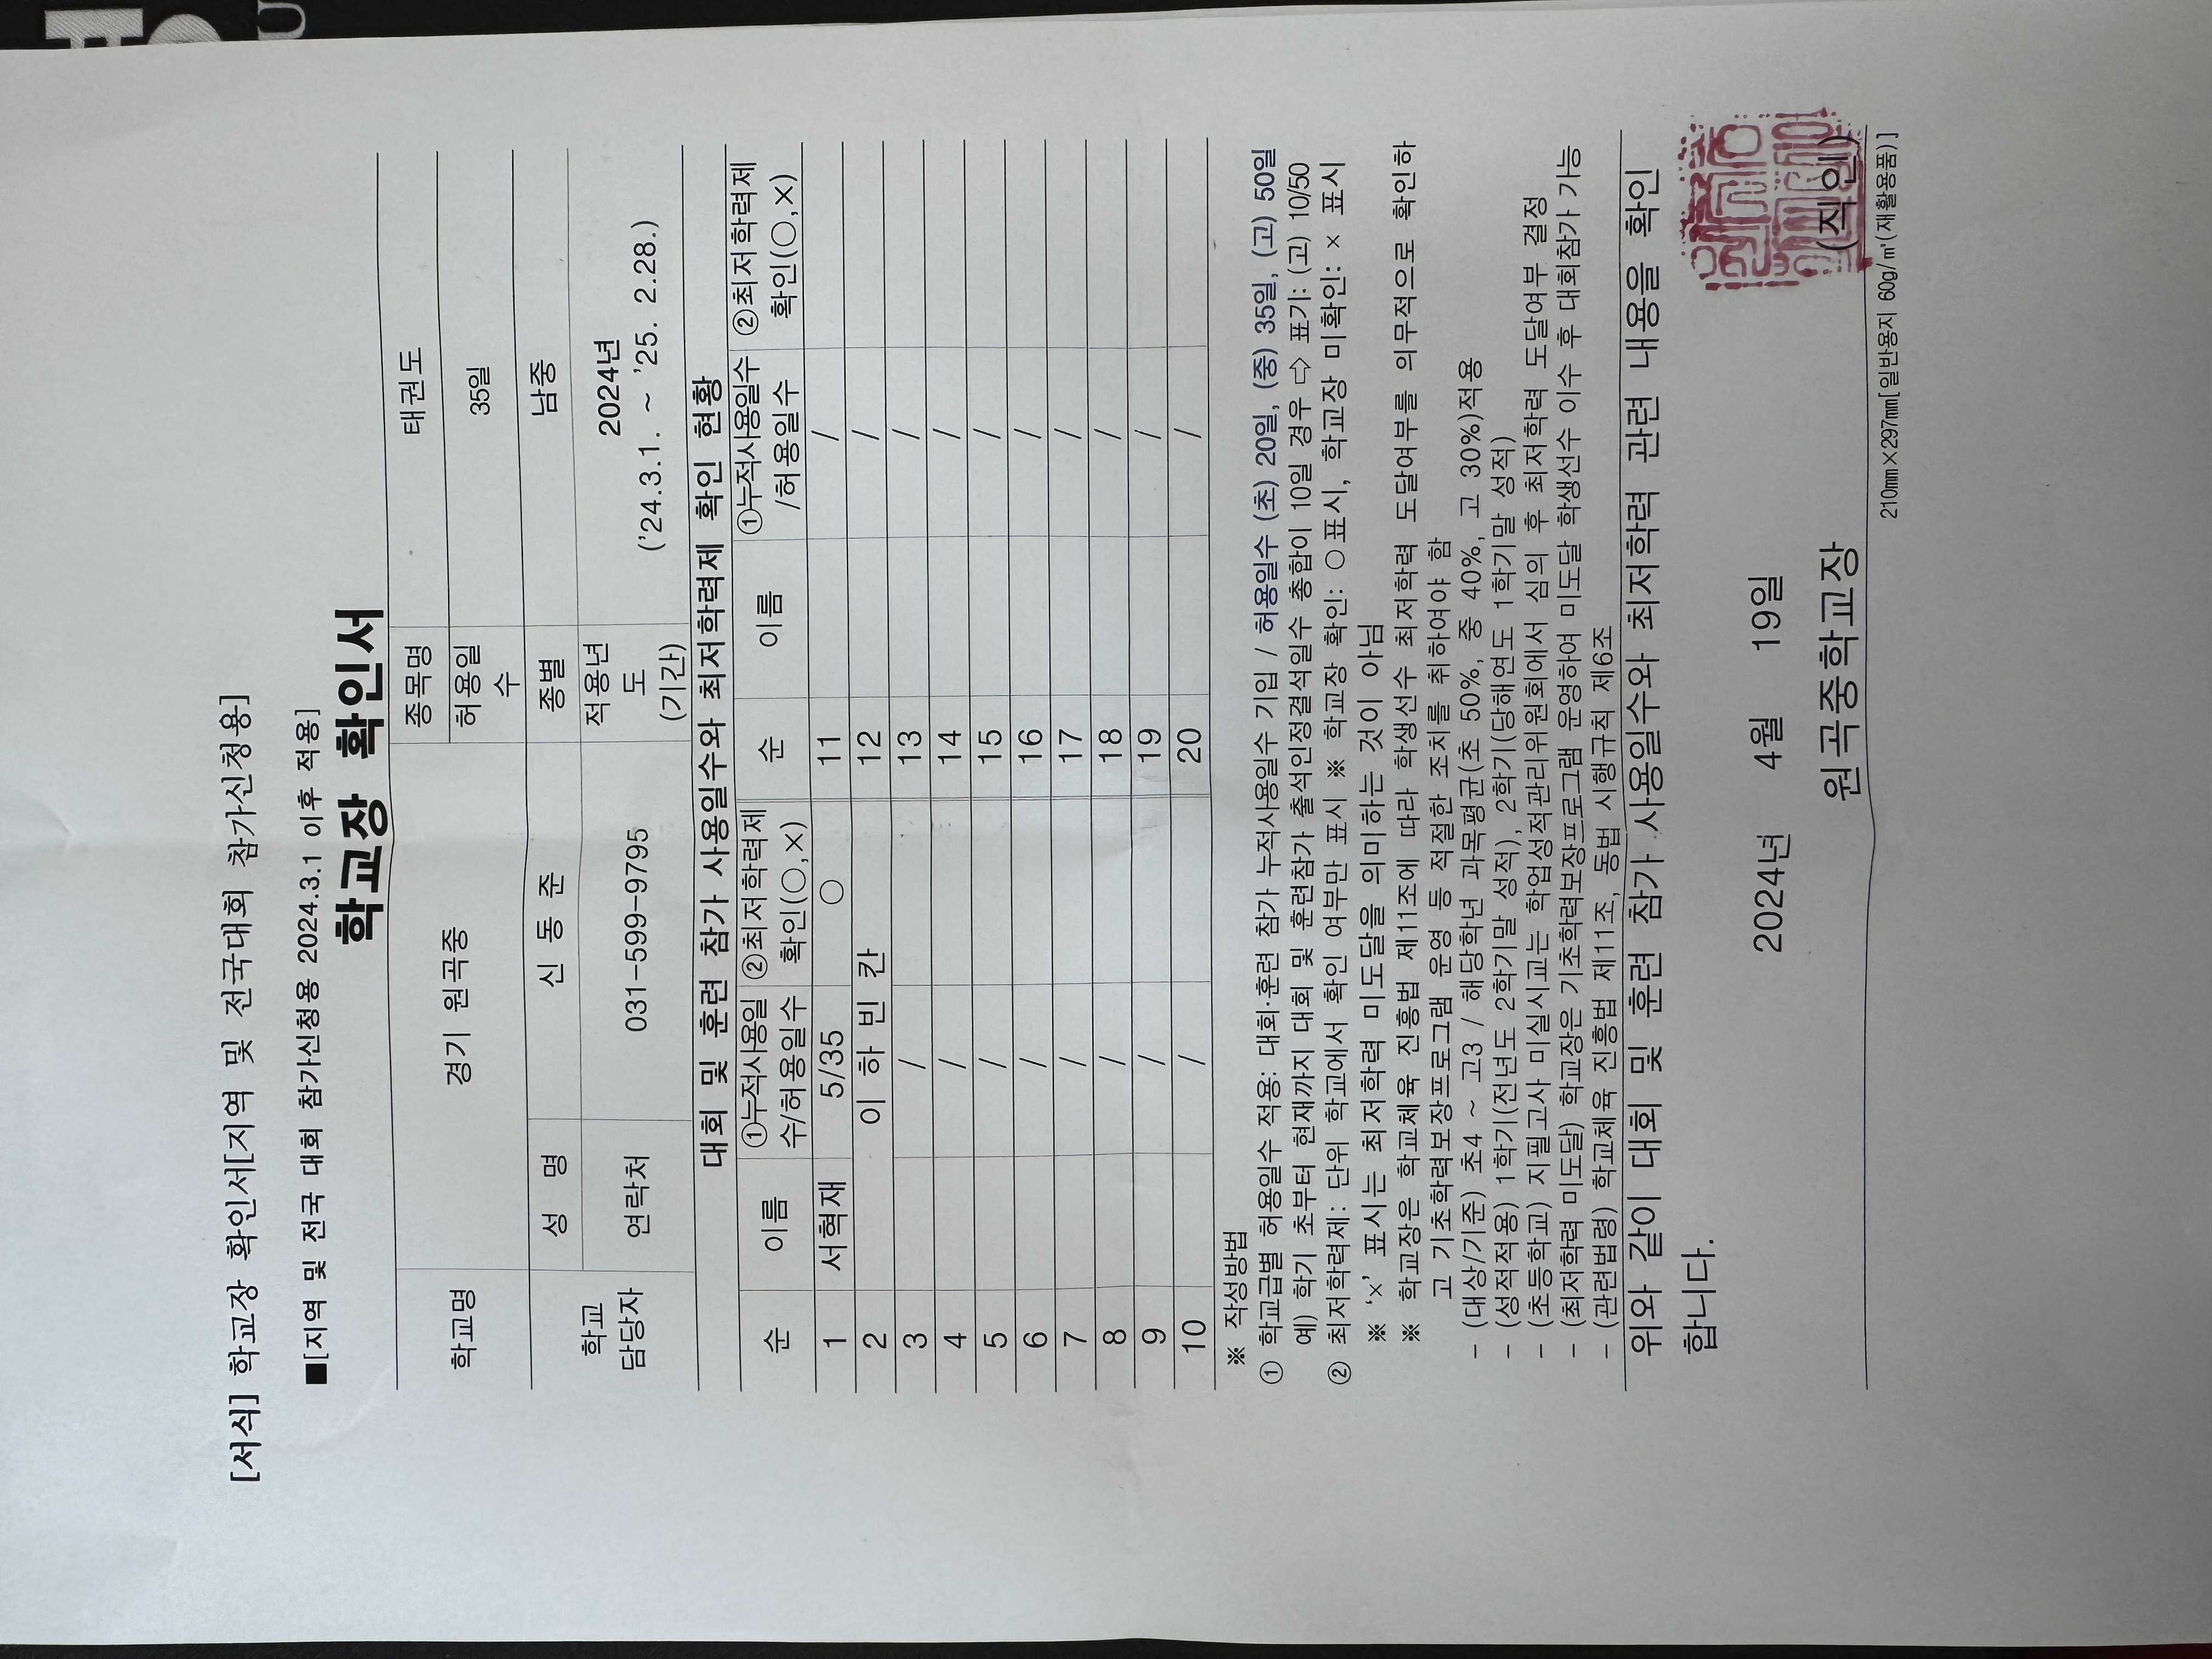 [서식] 학교장 확인서[지역 및 전국대회 참가신청용]
■[지역 및 전국 대회 참가신청용 2024.3.1 이후 적용]
학교장 확인서
학교명 경기 원곡중 종목명 태권도
허용일수 35일
학교 담당자 성 명 신 동 준 종별 남중
연락처 031-599-9795 적용년도 (기간) 2024년 ('24.3.1. ~ '25. 2.28.)
대회 및 훈련 참가 사용일수와 최저학력제 확인 현황
순 이름 ①누적사용일수/허용일수 ②최저학력제 확인(○,×) 순 이름 ①누적사용일수/허용일수 ②최저학력제 확인(○,×)
1 서혁재 5/35 ○ 11 /
2 이 하 빈 칸 12 /
3 / 13 /
4 / 14 /
5 / 15 /
6 / 16 /
7 / 17 /
8 / 18 /
9 / 19 /
10 / 20 /
※ 작성방법
① 학교급별 허용일수 적용: 대회·훈련 참가 누적사용일수 기입 / 허용일수 (초) 20일, (중) 35일, (고) 50일
예) 학기 초부터 현재까지 대회 및 훈련참가 출석인정결석일수 총합이 10일 경우 ⇨ 표기: (고) 10/50
② 최저학력제: 단위 학교에서 확인 여부만 표시 ※ 학교장 확인: ○표시, 학교장 미확인: × 표시
※ '×' 표시는 최저학력 미도달을 의미하는 것이 아님
※ 학교장은 학교체육 진흥법 제11조에 따라 학생선수 최저학력 도달여부를 의무적으로 확인하
고 기초학력보장프로그램 운영 등 적절한 조치를 취하여야 함
- (대상/기준) 초4 ~ 고3 / 해당학년 과목평균(초 50%, 중 40%, 고 30%)적용
- (성적적용) 1학기(전년도 2학기말 성적), 2학기(당해연도 1학기말 성적)
- (초등학교) 지필고사 미실시교는 학업성적관리위원회에서 심의 후 최저학력 도달여부 결정
- (최저학력 미도달) 학교장은 기초학력보장프로그램 운영하여 미도달 학생선수 이수 후 대회참가 가능
- (관련법령) 학교체육 진흥법 제11조, 동법 시행규칙 제6조
위와 같이 대회 및 훈련 참가 사용일수와 최저학력 관련 내용을 확인
합니다.
2024년 4월 19일
원곡중학교장 (직인)
210㎜×297㎜[일반용지 60g/㎡(재활용품)]